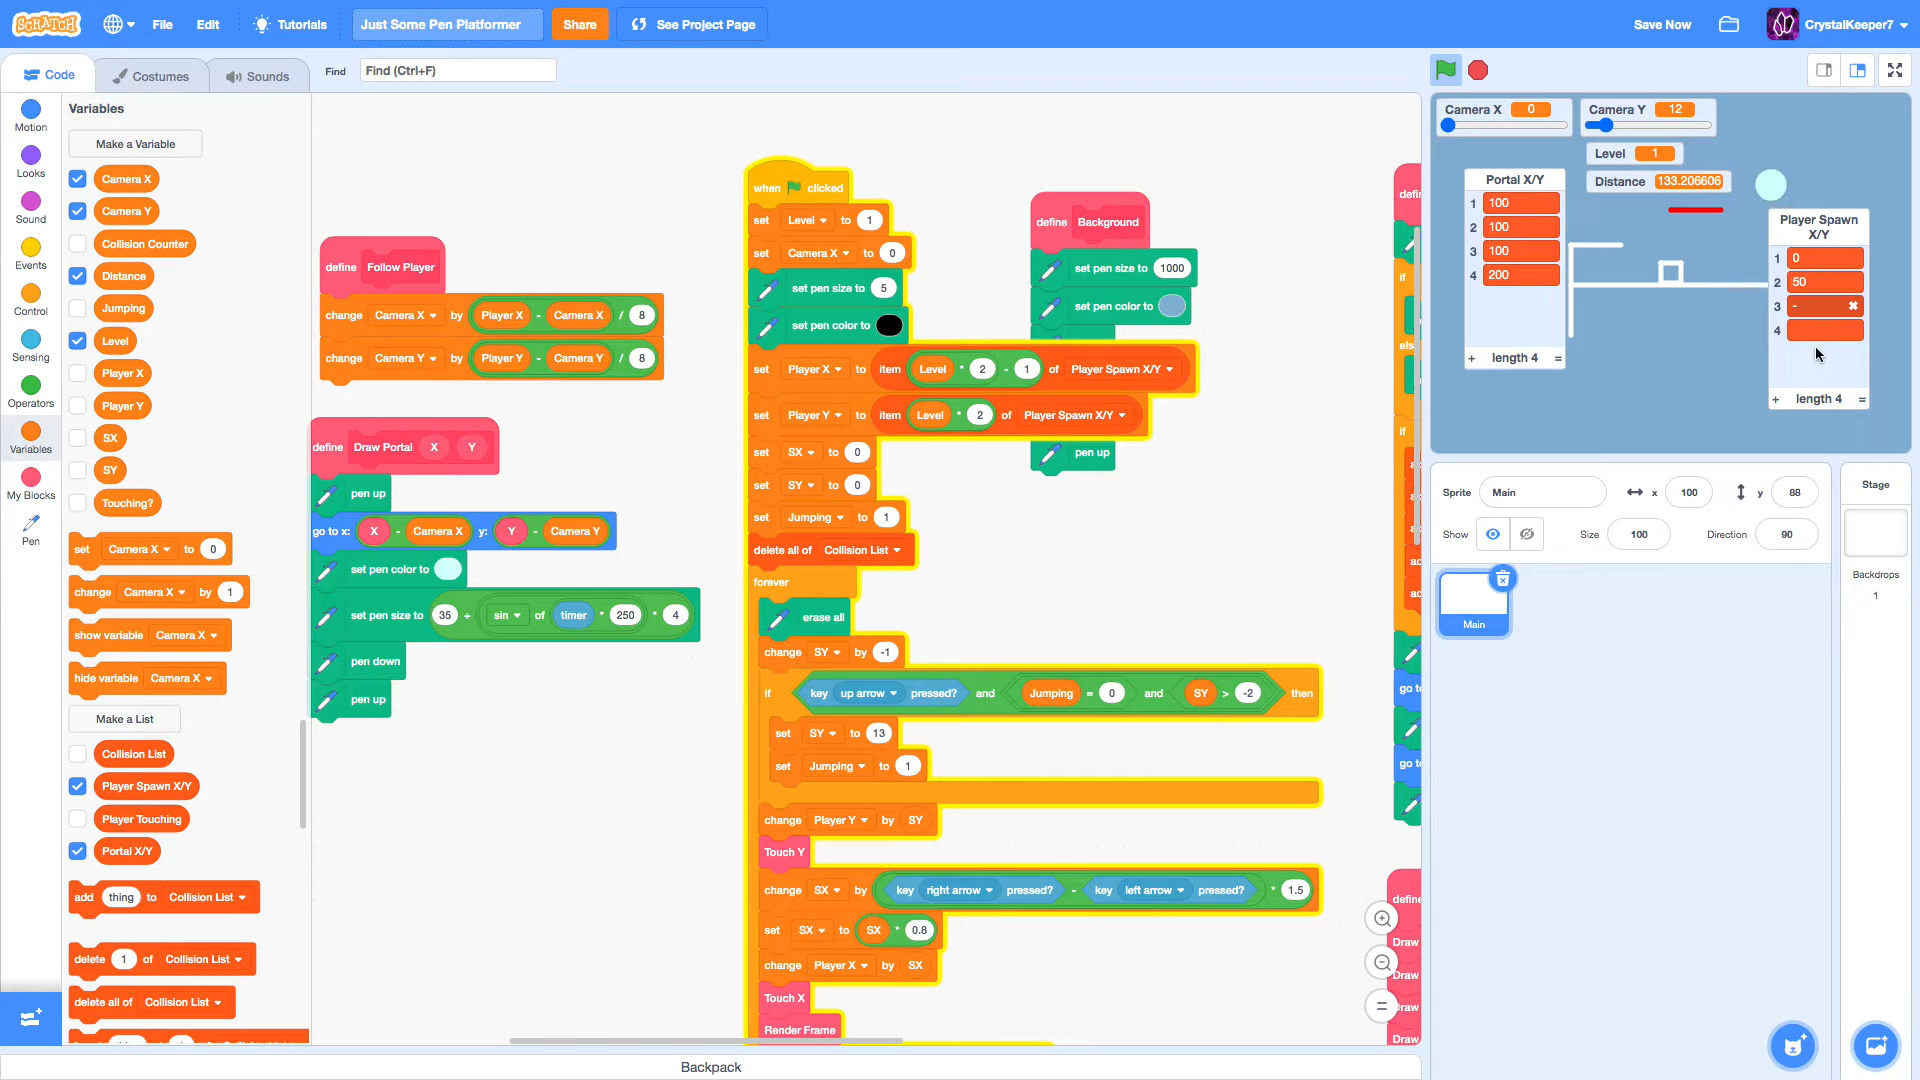 SCRATCH
File
Edit
Tutorials
Just Some Pen Platformer
Share
See Project Page
Save Now
CrystalKeeper7
Code
Costumes
Sounds
Find
Find (Ctrl+F)
Motion
Looks
Sound
Events
Control
Sensing
Operators
Variables
My Blocks
Pen
Variables
Make a Variable
Camera X
Camera Y
Collision Counter
Distance
Jumping
Level
Player X
Player Y
SX
SY
Touching?
set Camera X to 0
change Camera X by 1
show variable Camera X
hide variable Camera X
Make a List
Collision List
Player Spawn X/Y
Player Touching
Portal X/Y
add thing to Collision List
delete 1 of Collision List
delete all of Collision List
define Follow Player
change Camera X by Player X - Camera X / 8
change Camera Y by Player Y - Camera Y / 8
define Draw Portal X Y
pen up
go to x: X - Camera X y: Y - Camera Y
set pen color to
set pen size to 35 + sin of timer * 250 * 4
pen down
pen up
when clicked
set Level to 1
set Camera X to 0
set pen size to 5
set pen color to
set Player X to item Level * 2 - 1 of Player Spawn X/Y
set Player Y to item Level * 2 of Player Spawn X/Y
set SX to 0
set SY to 0
set Jumping to 1
delete all of Collision List
forever
erase all
change SY by -1
if key up arrow pressed? and Jumping = 0 and SY > -2 then
set SY to 13
set Jumping to 1
change Player Y by SY
Touch Y
change SX by key right arrow pressed? - key left arrow pressed? * 1.5
set SX to SX * 0.8
change Player X by SX
Touch X
Render Frame
define Background
set pen size to 1000
set pen color to
pen up
if
go to
go to
define
Draw
Draw
Draw
Draw
Backpack
Camera X 0
Camera Y 12
Level 1
Distance 133.206606
Portal X/Y
1 100
2 100
3 100
4 200
+ length 4 =
Player Spawn
X/Y
1 0
2 50
3 - ✖
4
+ length 4 =
Sprite Main x 100 y 88
Show Size 100 Direction 90
Main
Stage
Backdrops
1